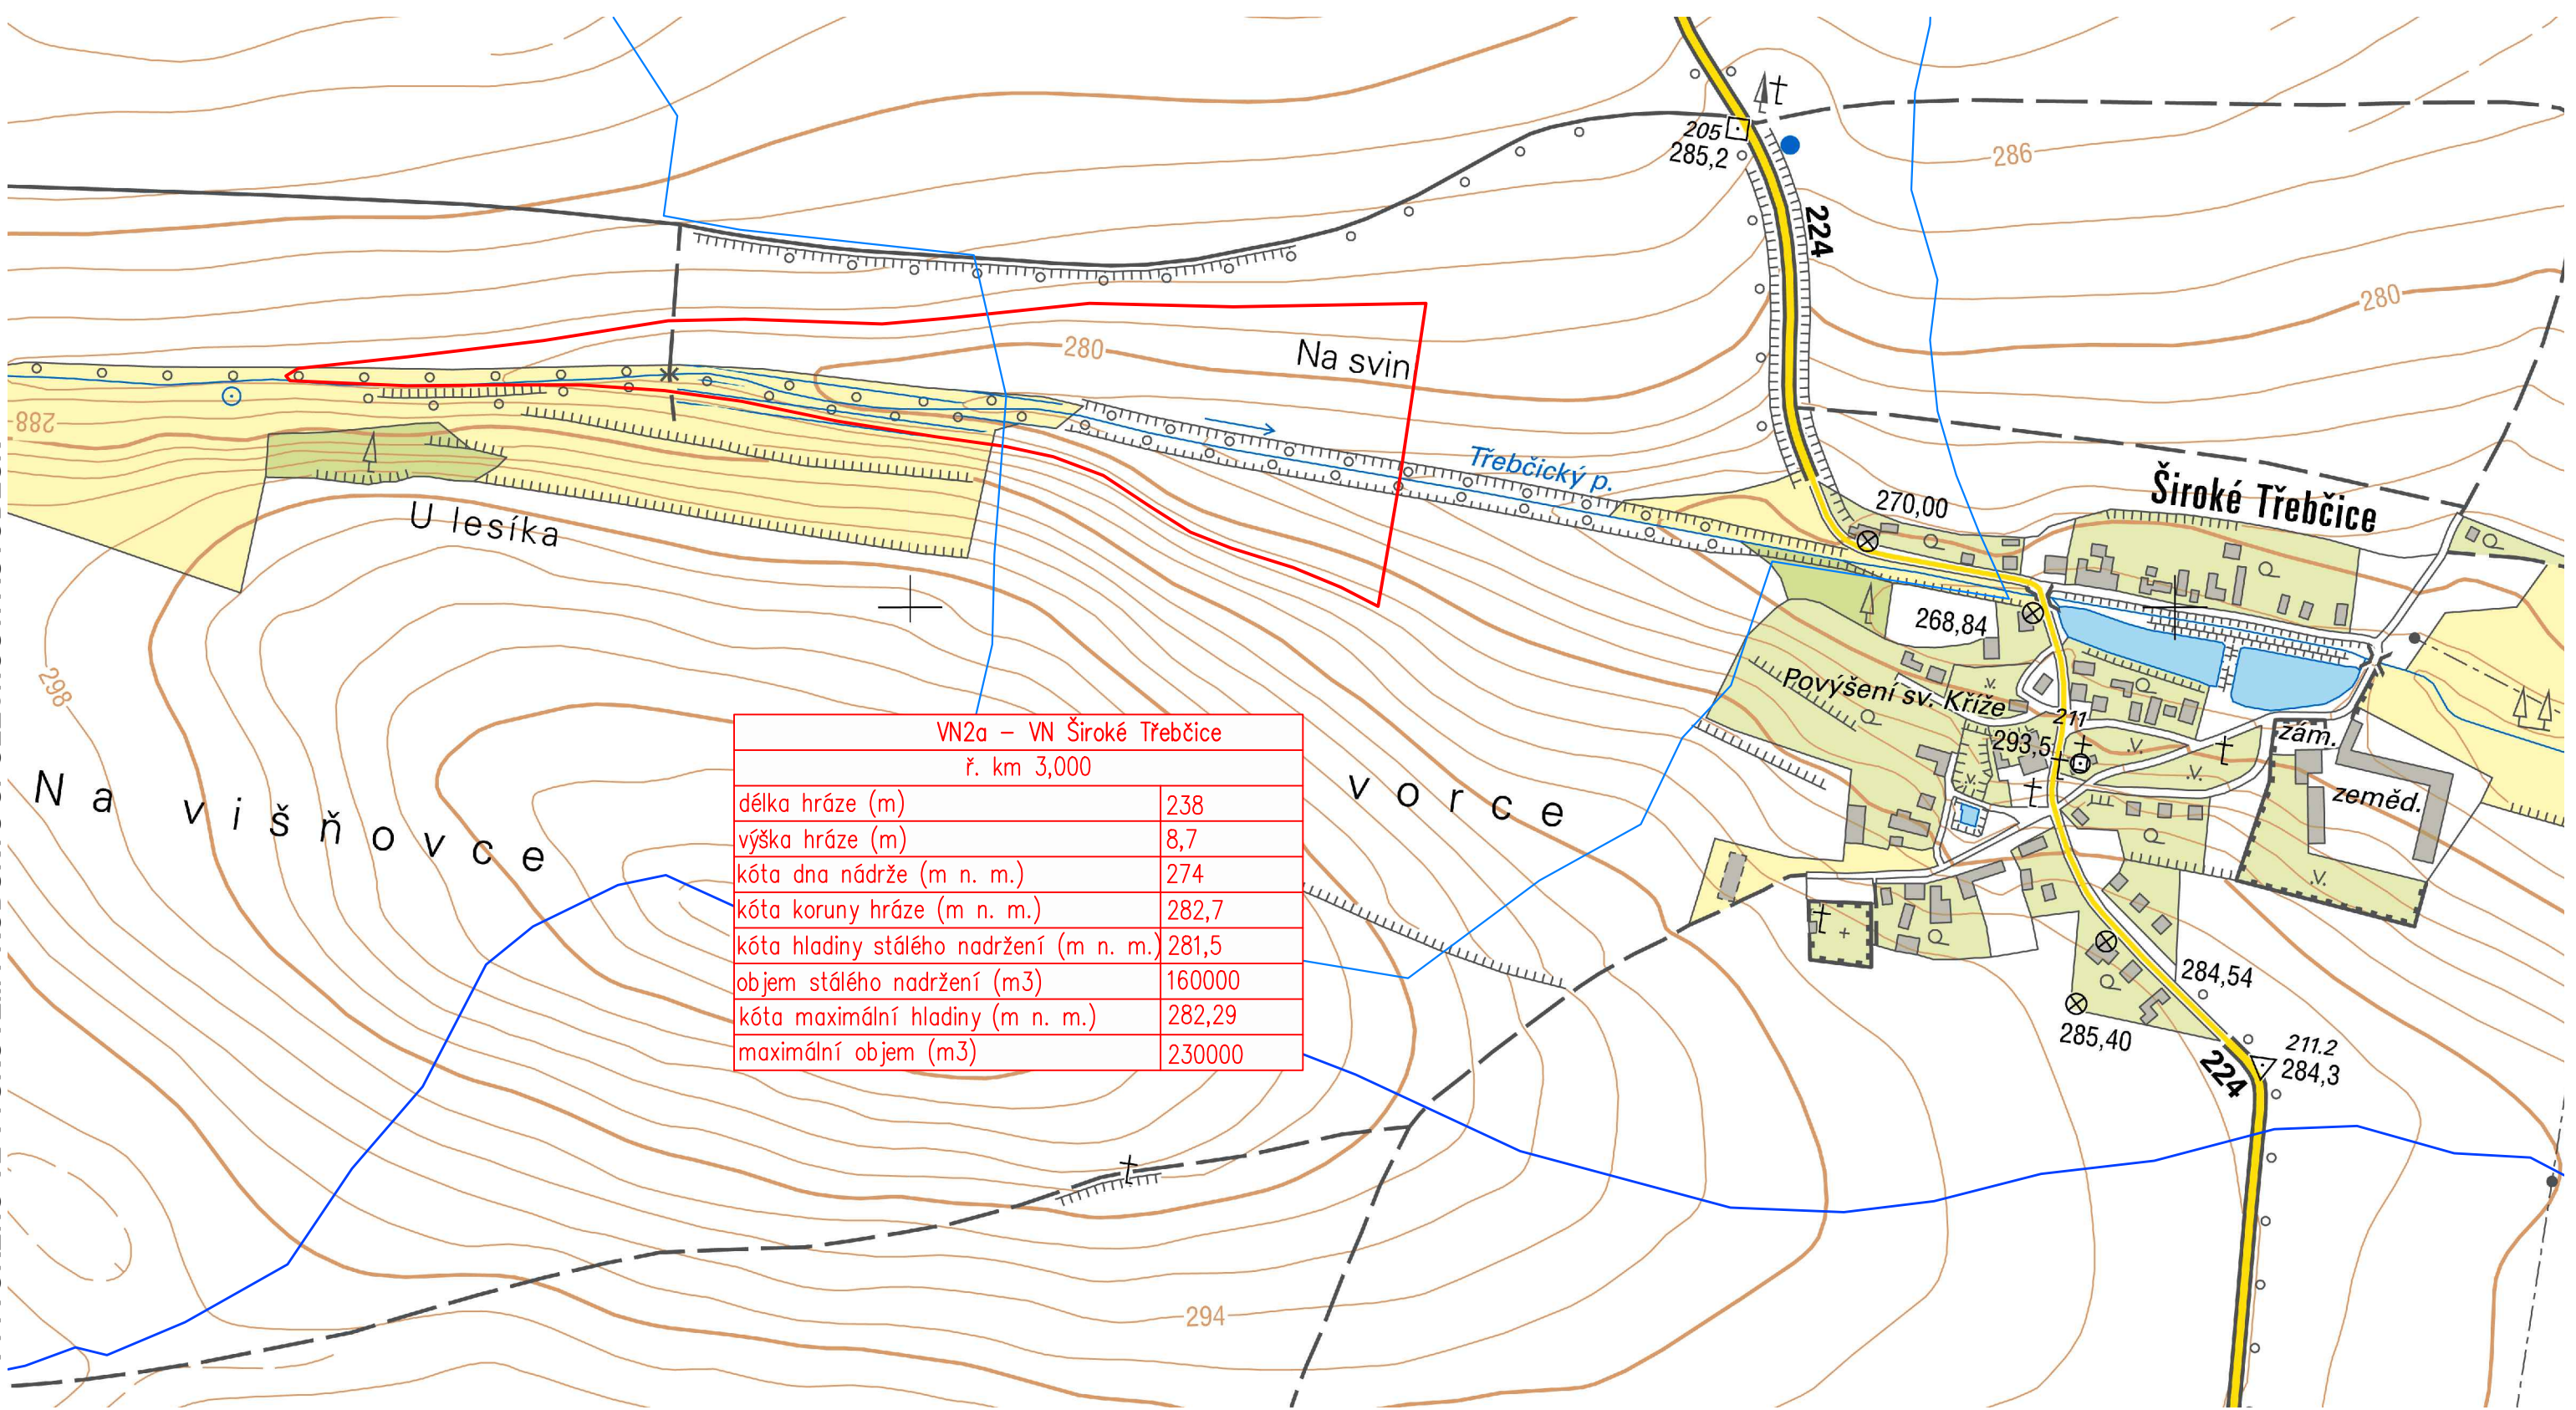 205
285,2
224
286
280
280
Na svin
288
Třebčický p.
270,00
Široké Třebčice
U lesíka
268,84
298
Povýšení sv. Kříže
211
293,5
zám.
zeměd.
Na višňovce
vorce
VN2a – VN Široké Třebčice
ř. km 3,000
délka hráze (m) 238
výška hráze (m) 8,7
kóta dna nádrže (m n. m.) 274
kóta koruny hráze (m n. m.) 282,7
kóta hladiny stálého nadržení (m n. m.) 281,5
objem stálého nadržení (m3) 160000
kóta maximální hladiny (m n. m.) 282,29
maximální objem (m3) 230000
284,54
285,40
211.2
284,3
224
294